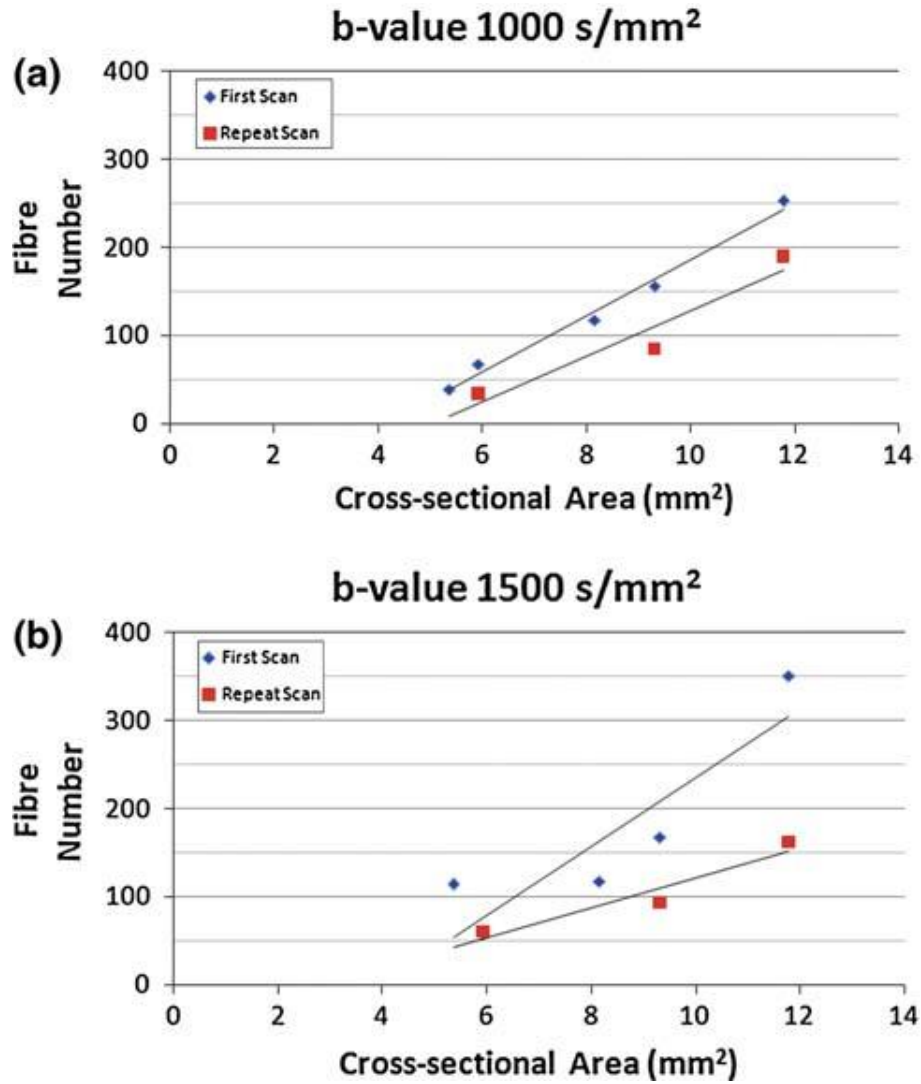 b-value 1000 s/mm²
(a)
400
300
200
100
0
Fibre
Number
First Scan
Repeat Scan
0 2 4 6 8 10 12 14
Cross-sectional Area (mm²)
b-value 1500 s/mm²
(b)
400
300
200
100
0
Fibre
Number
First Scan
Repeat Scan
0 2 4 6 8 10 12 14
Cross-sectional Area (mm²)